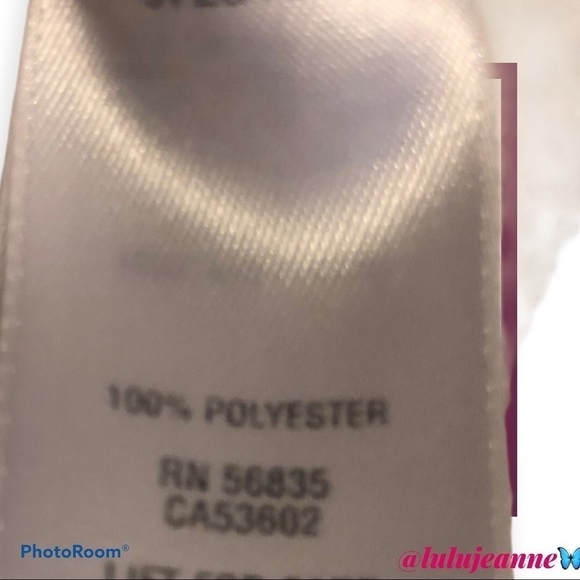 100% POLYESTER
RN 56835
CA53602
PhotoRoom®
@lulujeanne